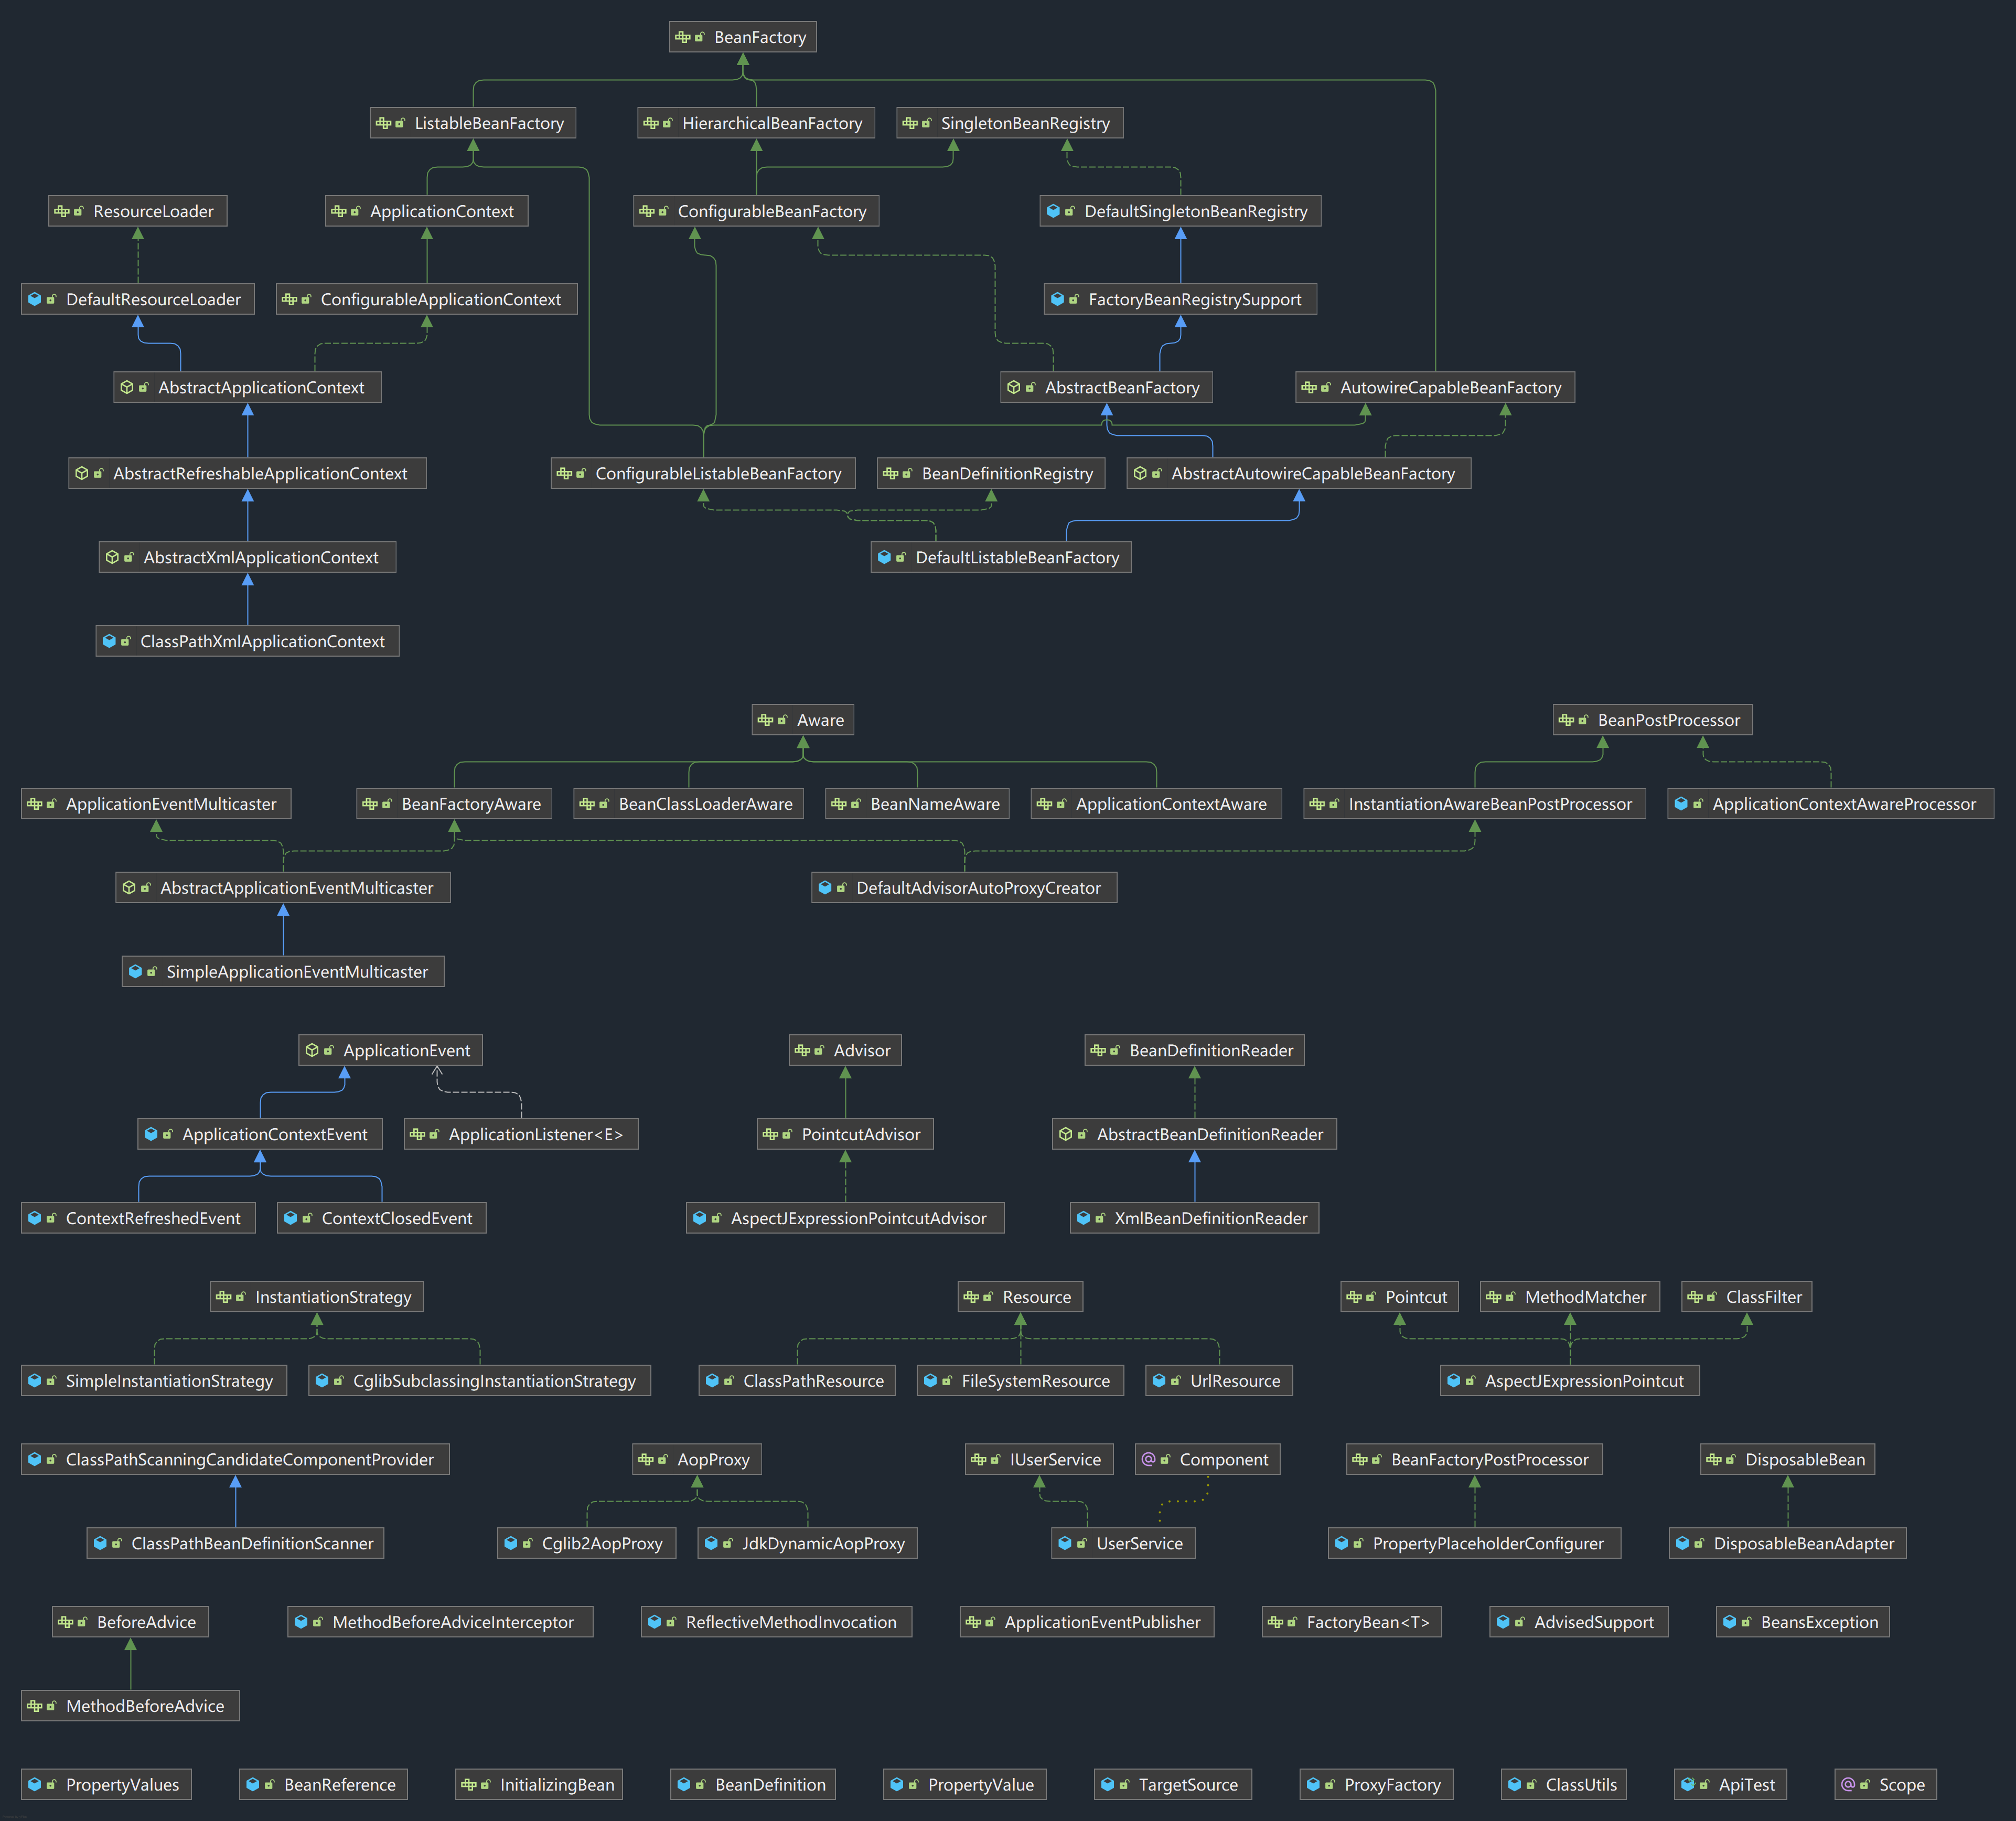 BeanFactory
ListableBeanFactory
HierarchicalBeanFactory
SingletonBeanRegistry
ResourceLoader
ApplicationContext
ConfigurableBeanFactory
DefaultSingletonBeanRegistry
DefaultResourceLoader
ConfigurableApplicationContext
FactoryBeanRegistrySupport
AbstractApplicationContext
AbstractBeanFactory
AutowireCapableBeanFactory
AbstractRefreshableApplicationContext
ConfigurableListableBeanFactory
BeanDefinitionRegistry
AbstractAutowireCapableBeanFactory
AbstractXmlApplicationContext
DefaultListableBeanFactory
ClassPathXmlApplicationContext
Aware
BeanPostProcessor
ApplicationEventMulticaster
BeanFactoryAware
BeanClassLoaderAware
BeanNameAware
ApplicationContextAware
InstantiationAwareBeanPostProcessor
ApplicationContextAwareProcessor
AbstractApplicationEventMulticaster
DefaultAdvisorAutoProxyCreator
SimpleApplicationEventMulticaster
ApplicationEvent
Advisor
BeanDefinitionReader
ApplicationContextEvent
ApplicationListener<E>
PointcutAdvisor
AbstractBeanDefinitionReader
ContextRefreshedEvent
ContextClosedEvent
AspectJExpressionPointcutAdvisor
XmlBeanDefinitionReader
InstantiationStrategy
Resource
Pointcut
MethodMatcher
ClassFilter
SimpleInstantiationStrategy
CglibSubclassingInstantiationStrategy
ClassPathResource
FileSystemResource
UrlResource
AspectJExpressionPointcut
ClassPathScanningCandidateComponentProvider
AopProxy
IUserService
Component
BeanFactoryPostProcessor
DisposableBean
ClassPathBeanDefinitionScanner
Cglib2AopProxy
JdkDynamicAopProxy
UserService
PropertyPlaceholderConfigurer
DisposableBeanAdapter
BeforeAdvice
MethodBeforeAdviceInterceptor
ReflectiveMethodInvocation
ApplicationEventPublisher
FactoryBean<T>
AdvisedSupport
BeansException
MethodBeforeAdvice
PropertyValues
BeanReference
InitializingBean
BeanDefinition
PropertyValue
TargetSource
ProxyFactory
ClassUtils
ApiTest
Scope